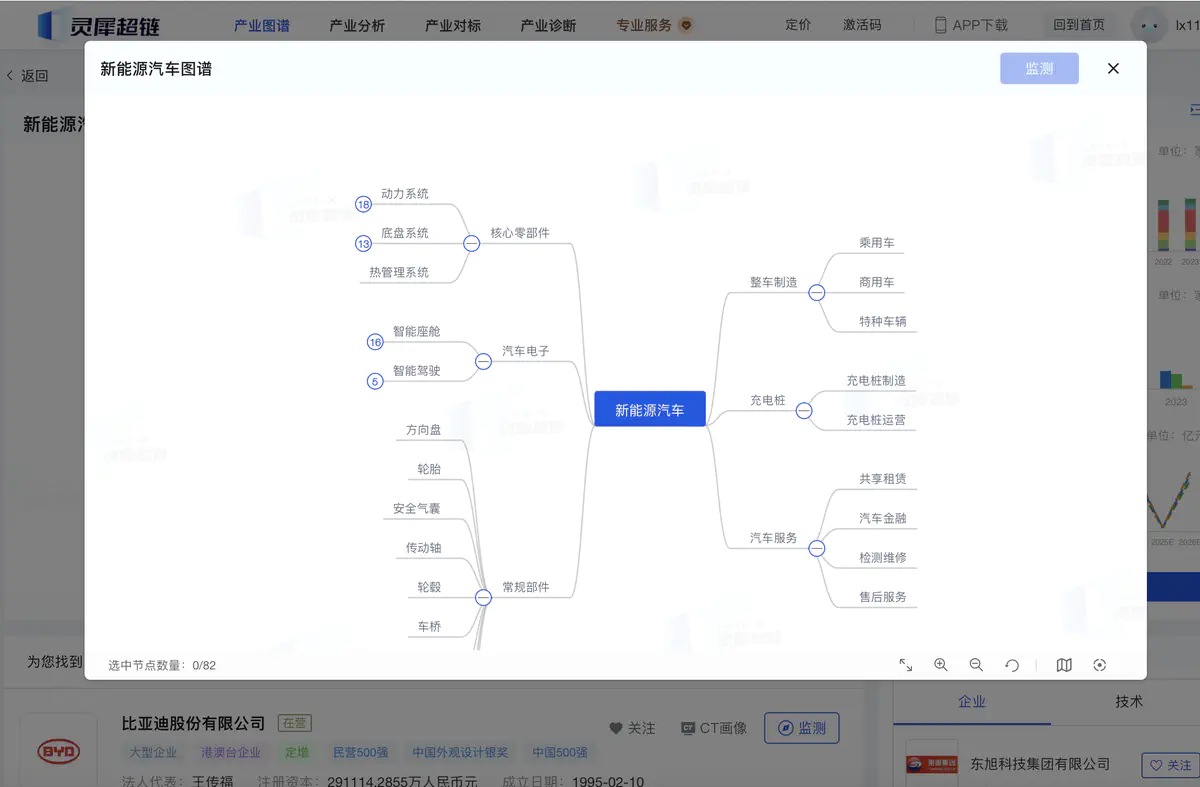 灵犀超链 产业图谱 产业分析 产业对标 产业诊断 专业服务 定价 激活码 APP下载 回到首页 lx11
返回
新能源汽车图谱 监测
新能源
单位：
动力系统
18
底盘系统
13
热管理系统
核心零部件
智能座舱
16
智能驾驶
5
汽车电子
方向盘
轮胎
安全气囊
传动轴
轮毂
车桥
常规部件
新能源汽车
整车制造
乘用车
商用车
特种车辆
充电桩
充电桩制造
充电桩运营
汽车服务
共享租赁
汽车金融
检测维修
售后服务
2022 2023
单位：
2023
单位：亿元
2025E 2026E
选中节点数量：0/82
为您找到
比亚迪股份有限公司 在营 关注 CT画像 监测
BYD
大型企业 港澳台企业 定增 民营500强 中国外观设计银奖 中国500强
法人代表：王传福 注册资本：291114.2855万人民币元 成立日期：1995-02-10
企业 技术
东旭集团 东旭科技集团有限公司 关注